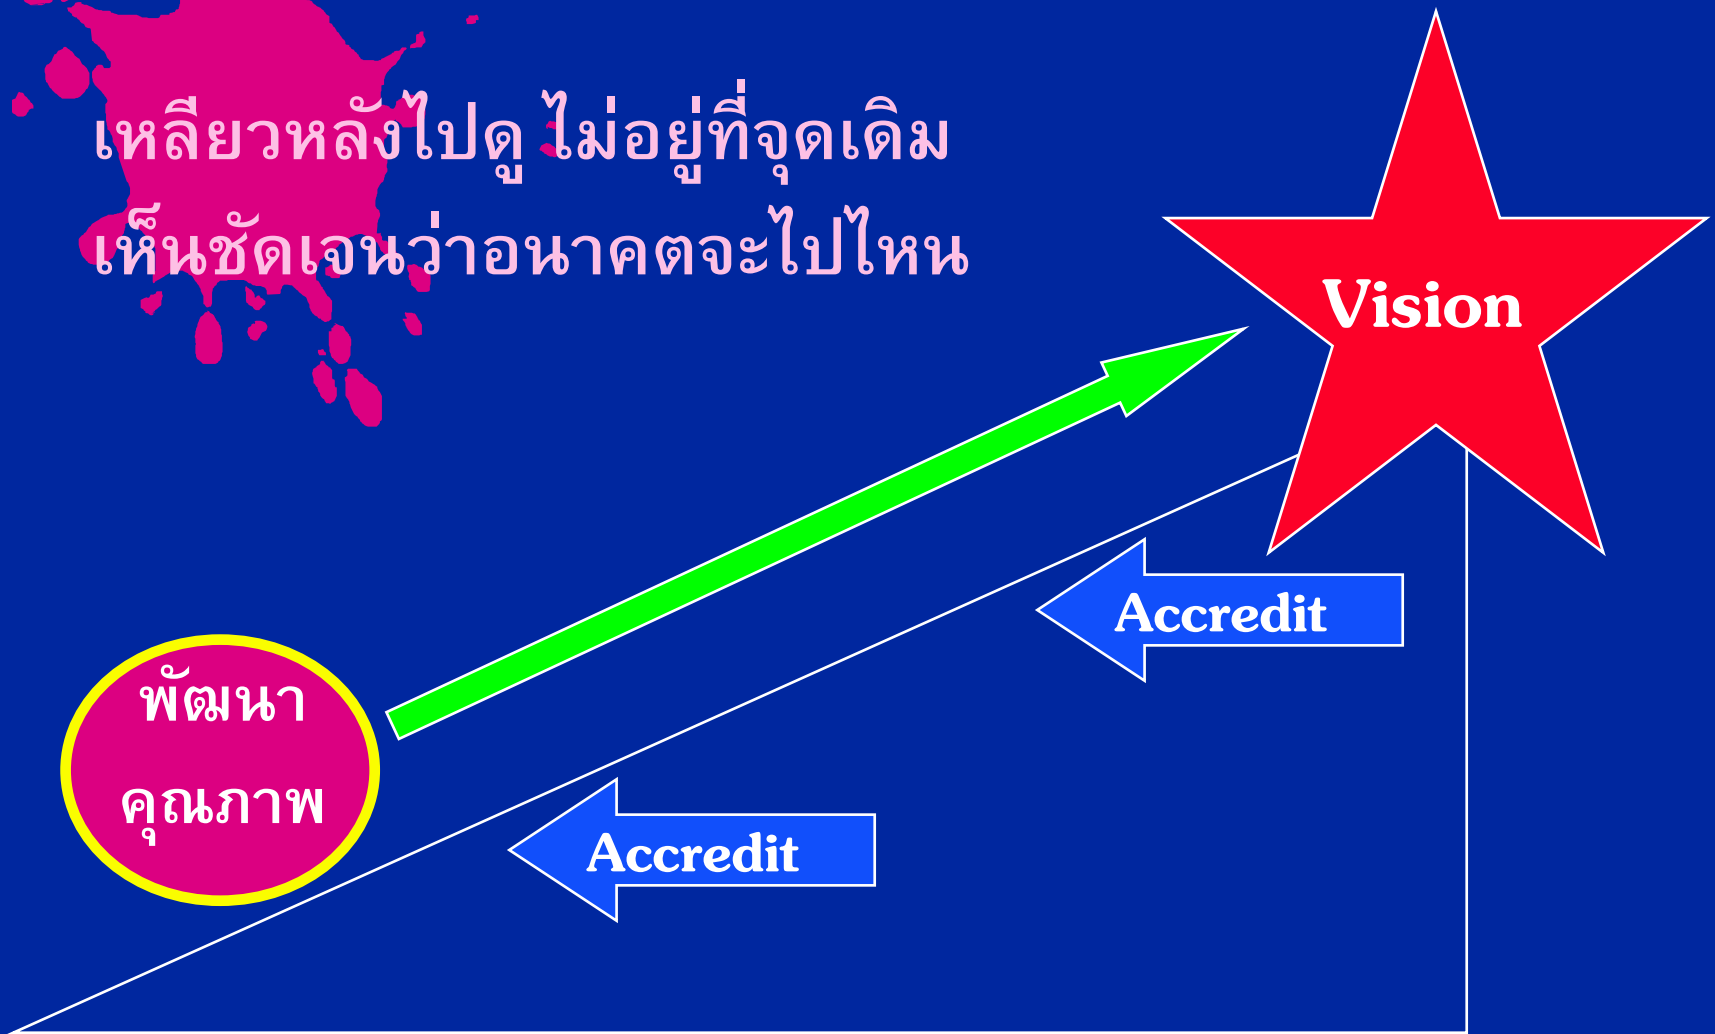 เหลียวหลังไปดู ไม่อยู่ที่จุดเดิม
เห็นชัดเจนว่าอนาคตจะไปไหน
Vision
Accredit
พัฒนา
คุณภาพ
Accredit